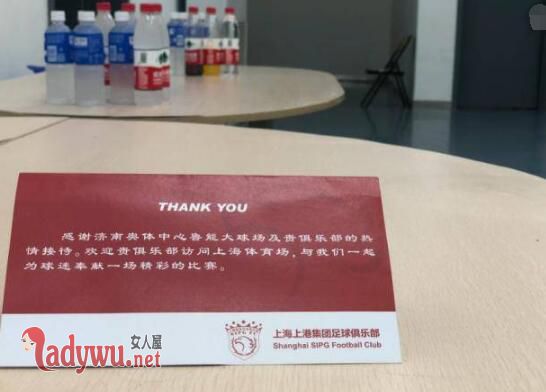 THANK YOU
感谢济南奥体中心鲁能大球场及贵俱乐部的热
情接待。欢迎贵俱乐部访问上海体育场，与我们一起
为球迷奉献一场精彩的比赛。
上海上港集团足球俱乐部
Shanghai SIPG Football Club
女人屋
Ladywu.net